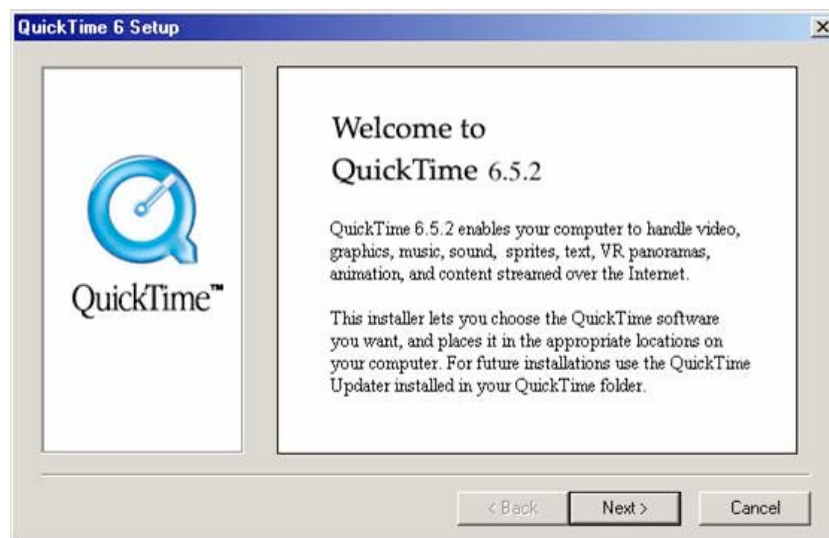 QuickTime 6 Setup
QuickTime™
Welcome to
QuickTime 6.5.2
QuickTime 6.5.2 enables your computer to handle video,
graphics, music, sound, sprites, text, VR panoramas,
animation, and content streamed over the Internet.
This installer lets you choose the QuickTime software
you want, and places it in the appropriate locations on
your computer. For future installations use the QuickTime
Updater installed in your QuickTime folder.
< Back Next > Cancel